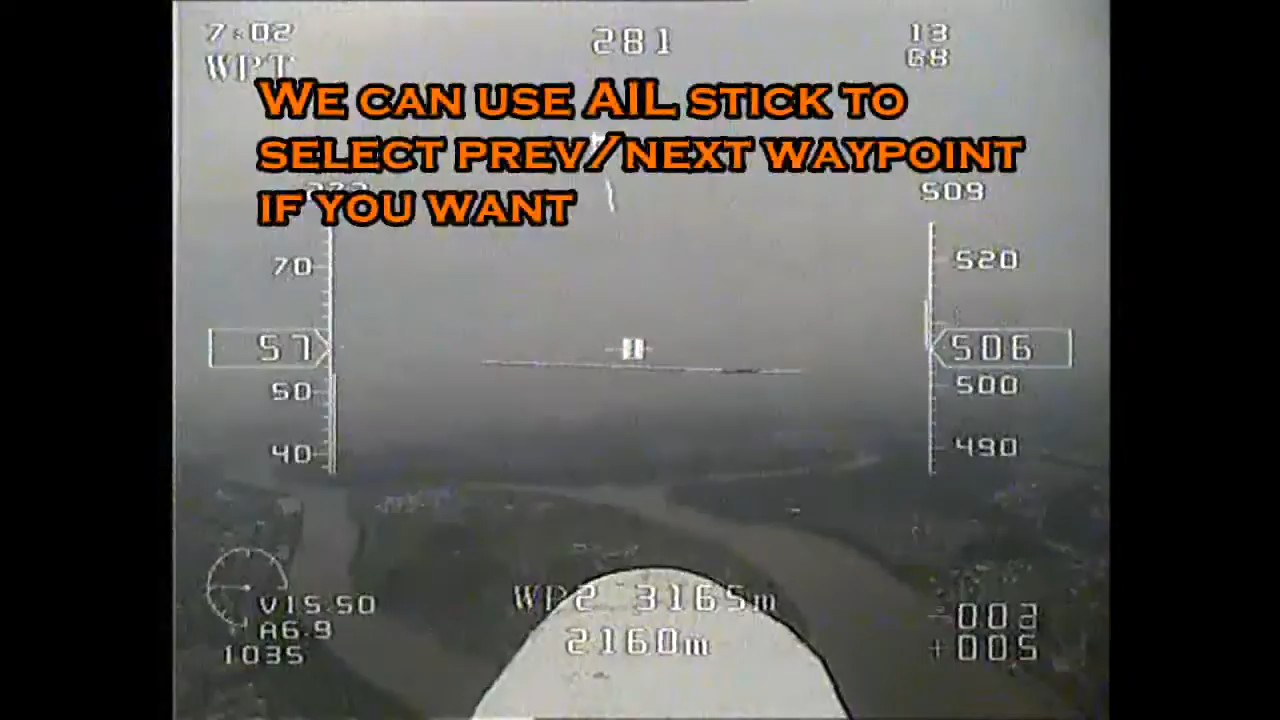 7:02
281
13
WPT
68
WE CAN USE AIL STICK TO
SELECT PREV/NEXT WAYPOINT
IF YOU WANT
509
70
520
57
506
50
500
40
490
V15.50
A6.9
1035
WP2 3165m
2160m
-003
+005